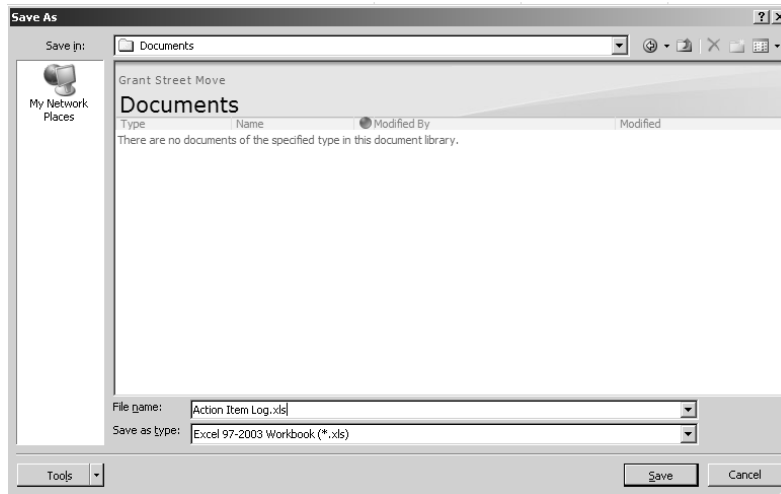 Save As
Save in:
Documents
My Network
Places
Grant Street Move
Documents
Type Name Modified By Modified
There are no documents of the specified type in this document library.
File name: Action Item Log.xls
Save as type: Excel 97-2003 Workbook (*.xls)
Tools Save Cancel